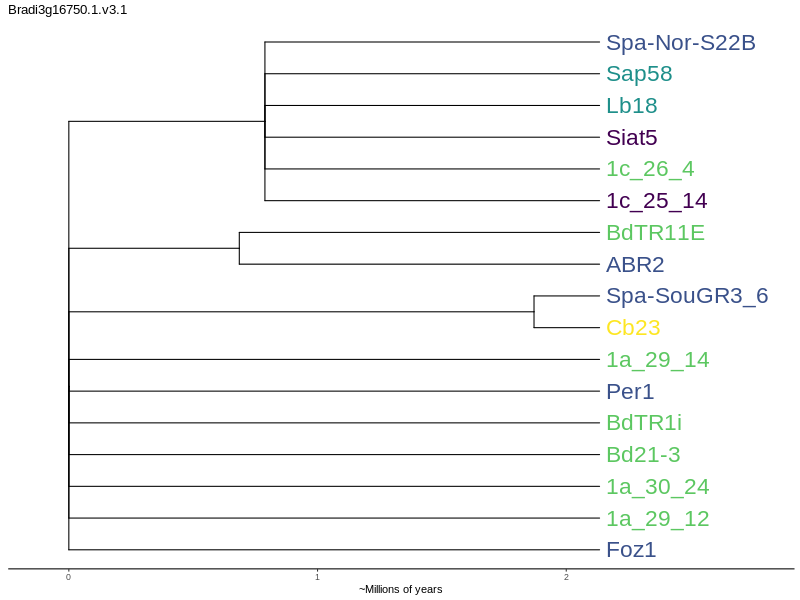 Bradi3g16750.1.v3.1
Spa-Nor-S22B
Sap58
Lb18
Siat5
1c_26_4
1c_25_14
BdTR11E
ABR2
Spa-SouGR3_6
Cb23
1a_29_14
Per1
BdTR1i
Bd21-3
1a_30_24
1a_29_12
Foz1
0 1 2
~Millions of years